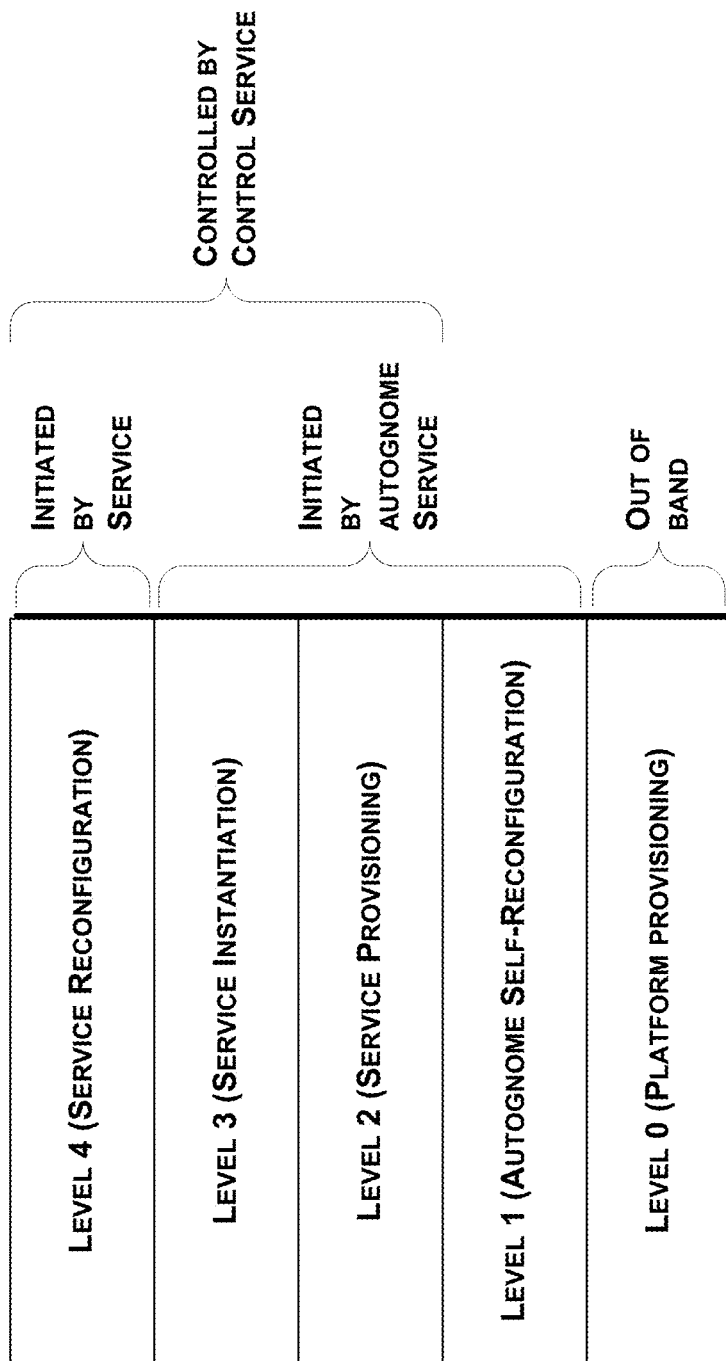 LEVEL 4 (SERVICE RECONFIGURATION)
LEVEL 3 (SERVICE INSTANTIATION)
LEVEL 2 (SERVICE PROVISIONING)
LEVEL 1 (AUTOGNOME SELF-RECONFIGURATION)
LEVEL 0 (PLATFORM PROVISIONING)
INITIATED
BY
SERVICE
INITIATED
BY
AUTOGNOME
SERVICE
OUT OF
BAND
CONTROLLED BY
CONTROL SERVICE